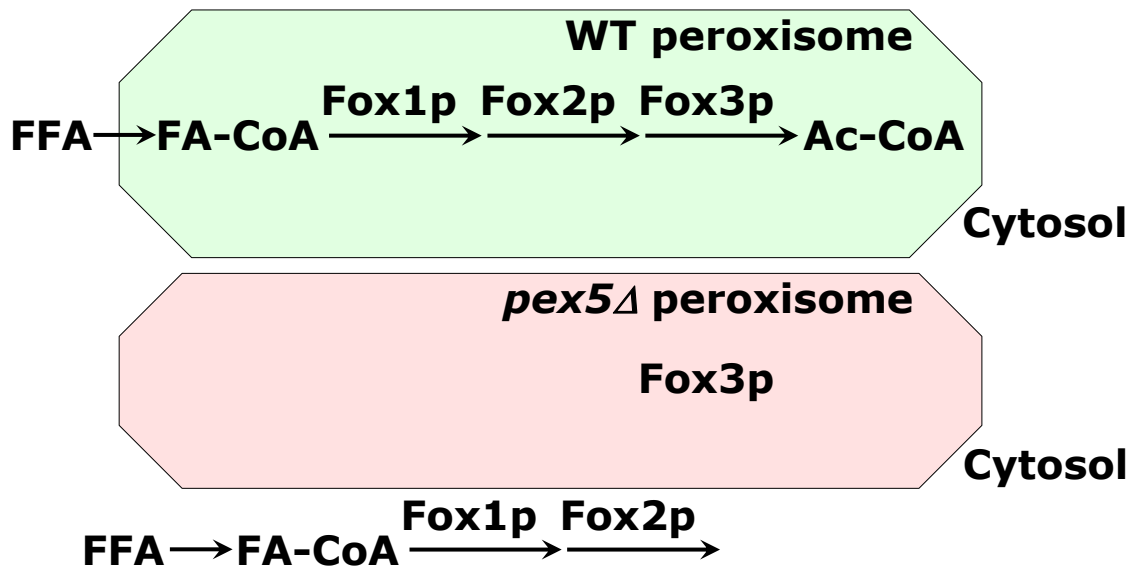 WT peroxisome
Fox1p Fox2p Fox3p
FFA FA-CoA Ac-CoA
Cytosol
pex5Δ peroxisome
Fox3p
Cytosol
Fox1p Fox2p
FFA FA-CoA